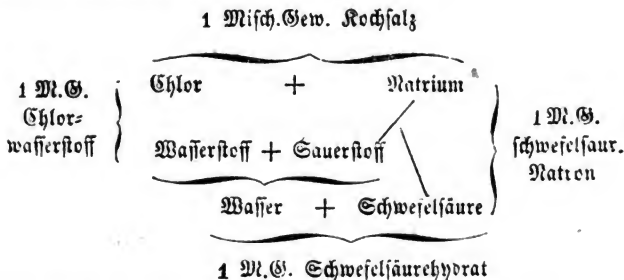 1 Misch.Gew. Kochsalz
Chlor + Natrium
1 M.G.
Chlor=
wasserstoff
Wasserstoff + Sauerstoff
1 M.G.
schwefelsaur.
Natron
Wasser + Schwefelsäure
1 M.G. Schwefelsäurehydrat